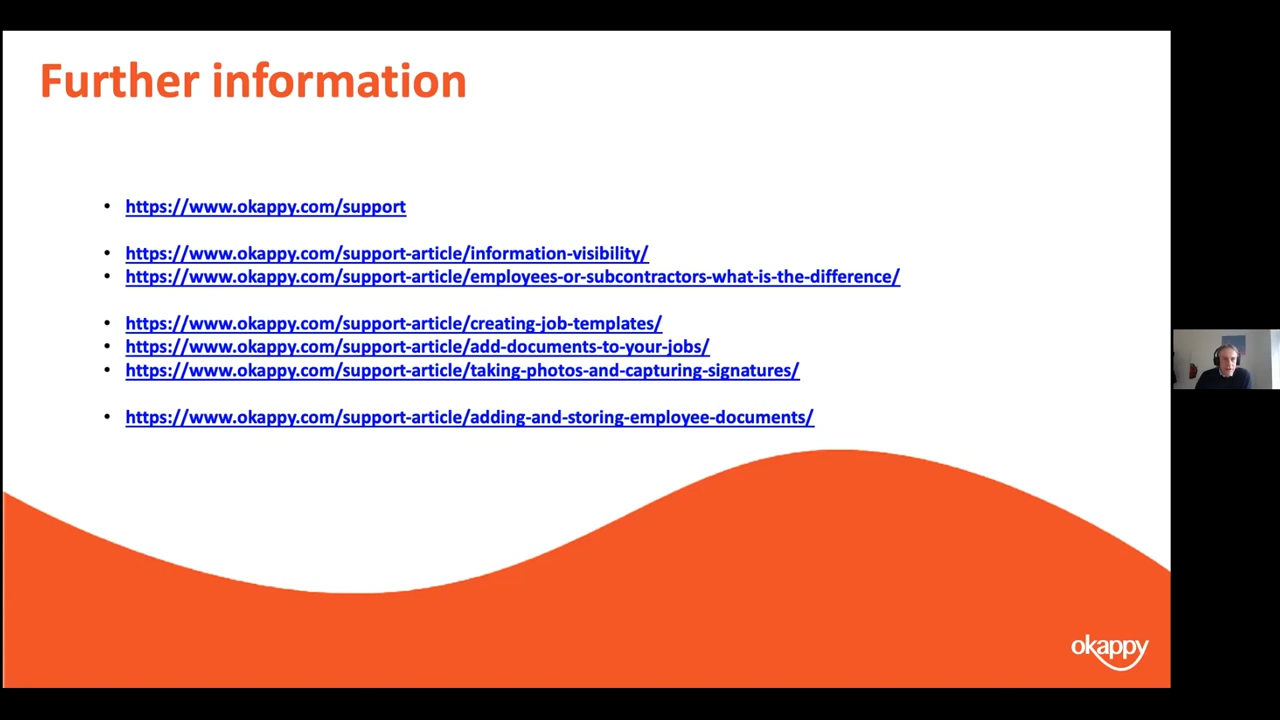 Further information
• https://www.okappy.com/support
• https://www.okappy.com/support-article/information-visibility/
• https://www.okappy.com/support-article/employees-or-subcontractors-what-is-the-difference/
• https://www.okappy.com/support-article/creating-job-templates/
• https://www.okappy.com/support-article/add-documents-to-your-jobs/
• https://www.okappy.com/support-article/taking-photos-and-capturing-signatures/
• https://www.okappy.com/support-article/adding-and-storing-employee-documents/
okappy